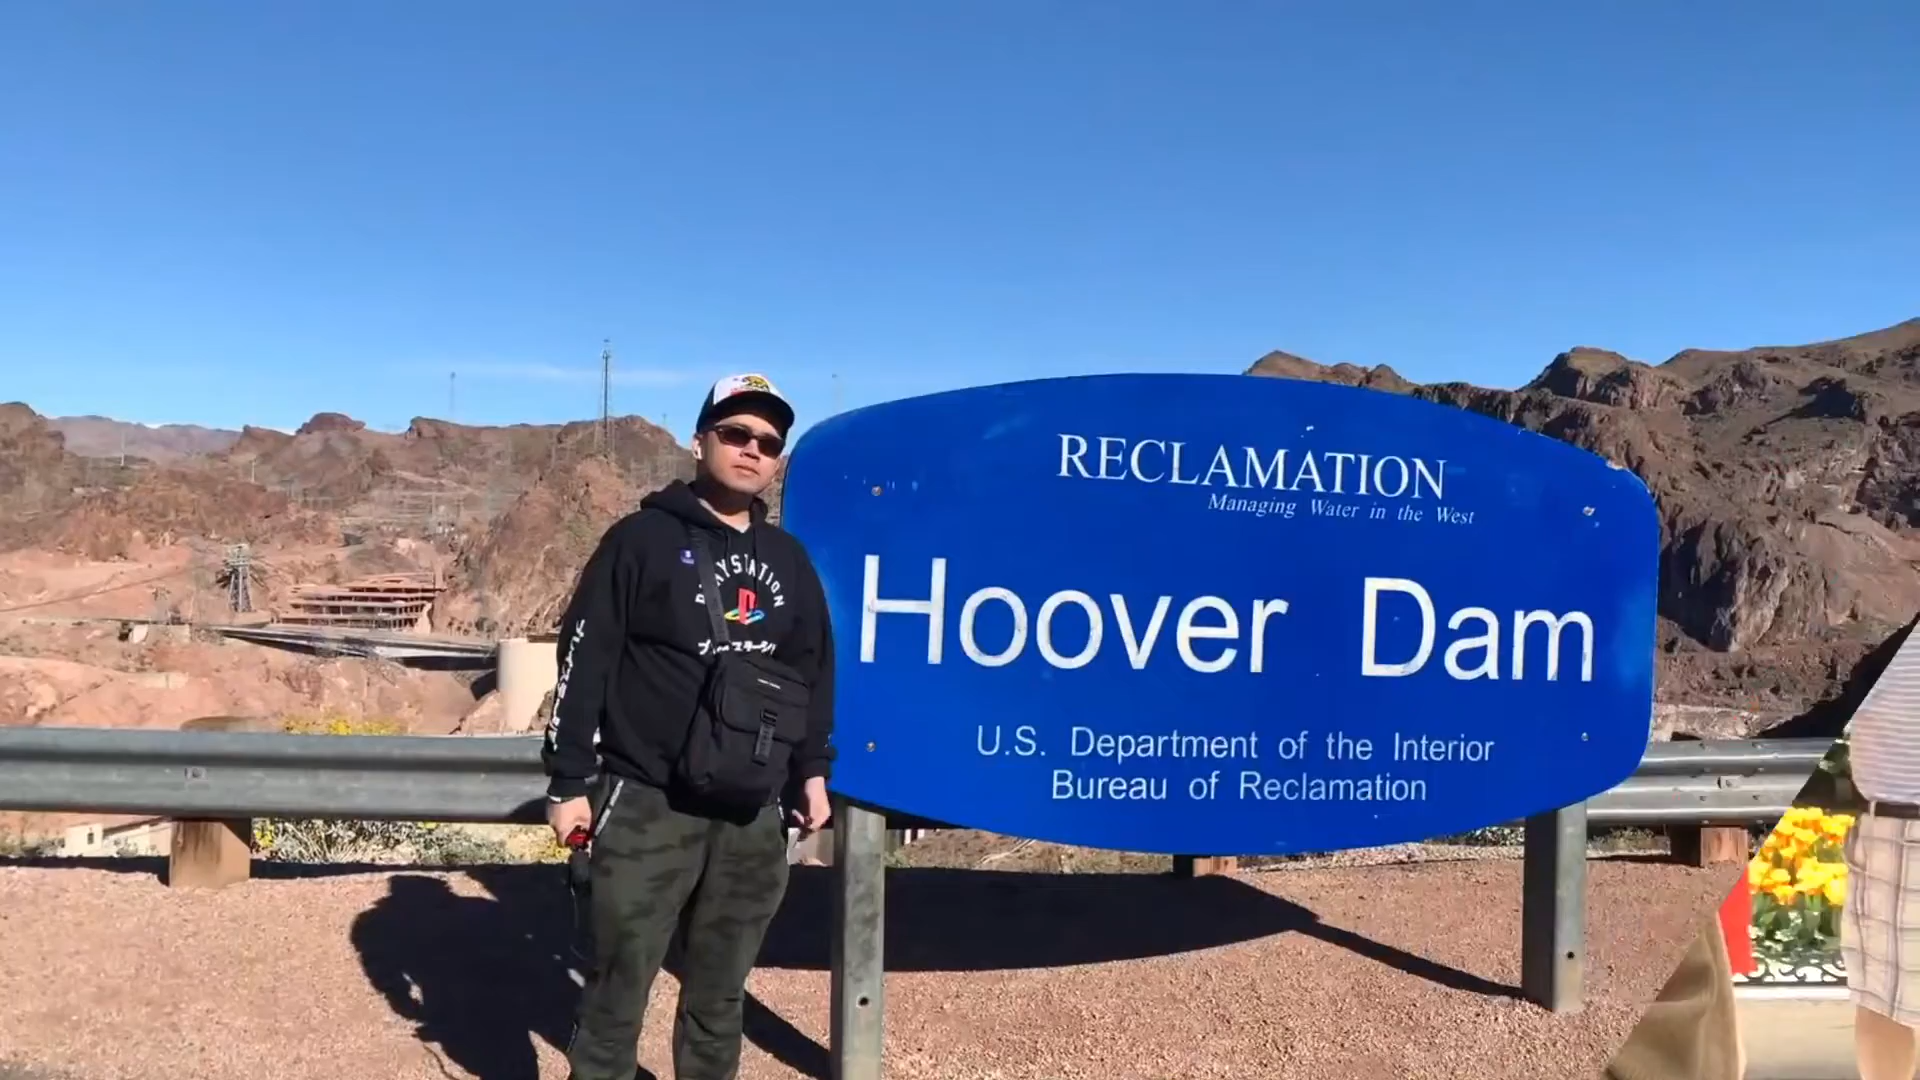 RECLAMATION
Managing Water in the West
Hoover Dam
U.S. Department of the Interior
Bureau of Reclamation
PLAYSTATION